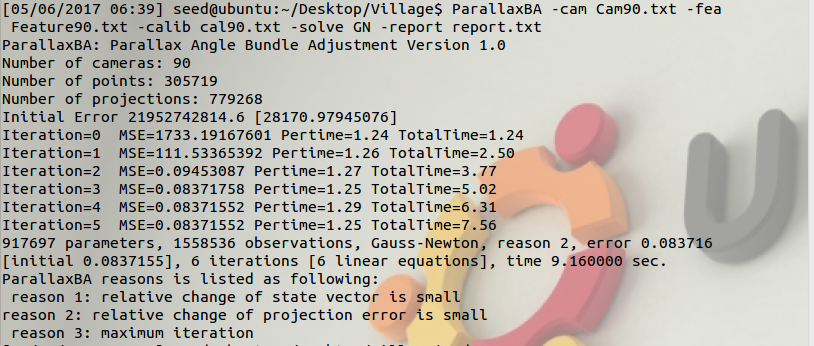 [05/06/2017 06:39] seed@ubuntu:~/Desktop/Village$ ParallaxBA -cam Cam90.txt -fea
 Feature90.txt -calib cal90.txt -solve GN -report report.txt
ParallaxBA: Parallax Angle Bundle Adjustment Version 1.0
Number of cameras: 90
Number of points: 305719
Number of projections: 779268
Initial Error 21952742814.6 [28170.97945076]
Iteration=0  MSE=1733.19167601 Pertime=1.24 TotalTime=1.24
Iteration=1  MSE=111.53365392 Pertime=1.26 TotalTime=2.50
Iteration=2  MSE=0.09453087 Pertime=1.27 TotalTime=3.77
Iteration=3  MSE=0.08371758 Pertime=1.25 TotalTime=5.02
Iteration=4  MSE=0.08371552 Pertime=1.29 TotalTime=6.31
Iteration=5  MSE=0.08371552 Pertime=1.25 TotalTime=7.56
917697 parameters, 1558536 observations, Gauss-Newton, reason 2, error 0.083716
[initial 0.0837155], 6 iterations [6 linear equations], time 9.160000 sec.
ParallaxBA reasons is listed as following:
 reason 1: relative change of state vector is small
reason 2: relative change of projection error is small
 reason 3: maximum iteration